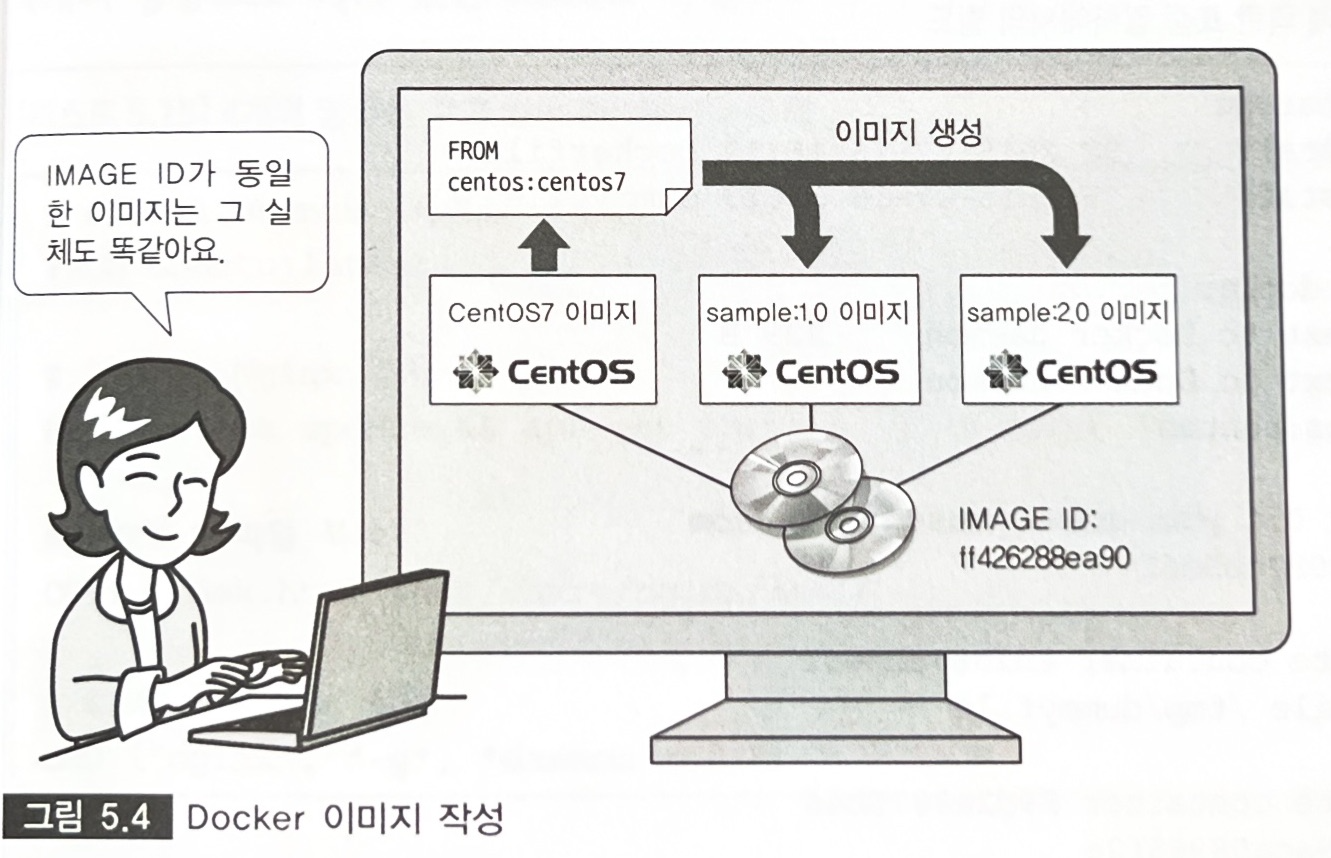 이미지 생성
FROM
centos:centos7
IMAGE ID가 동일
한 이미지는 그 실
체도 똑같아요.
CentOS7 이미지
CentOS
sample:1.0 이미지
CentOS
sample:2.0 이미지
CentOS
IMAGE ID:
ff426288ea90
그림 5.4 Docker 이미지 작성